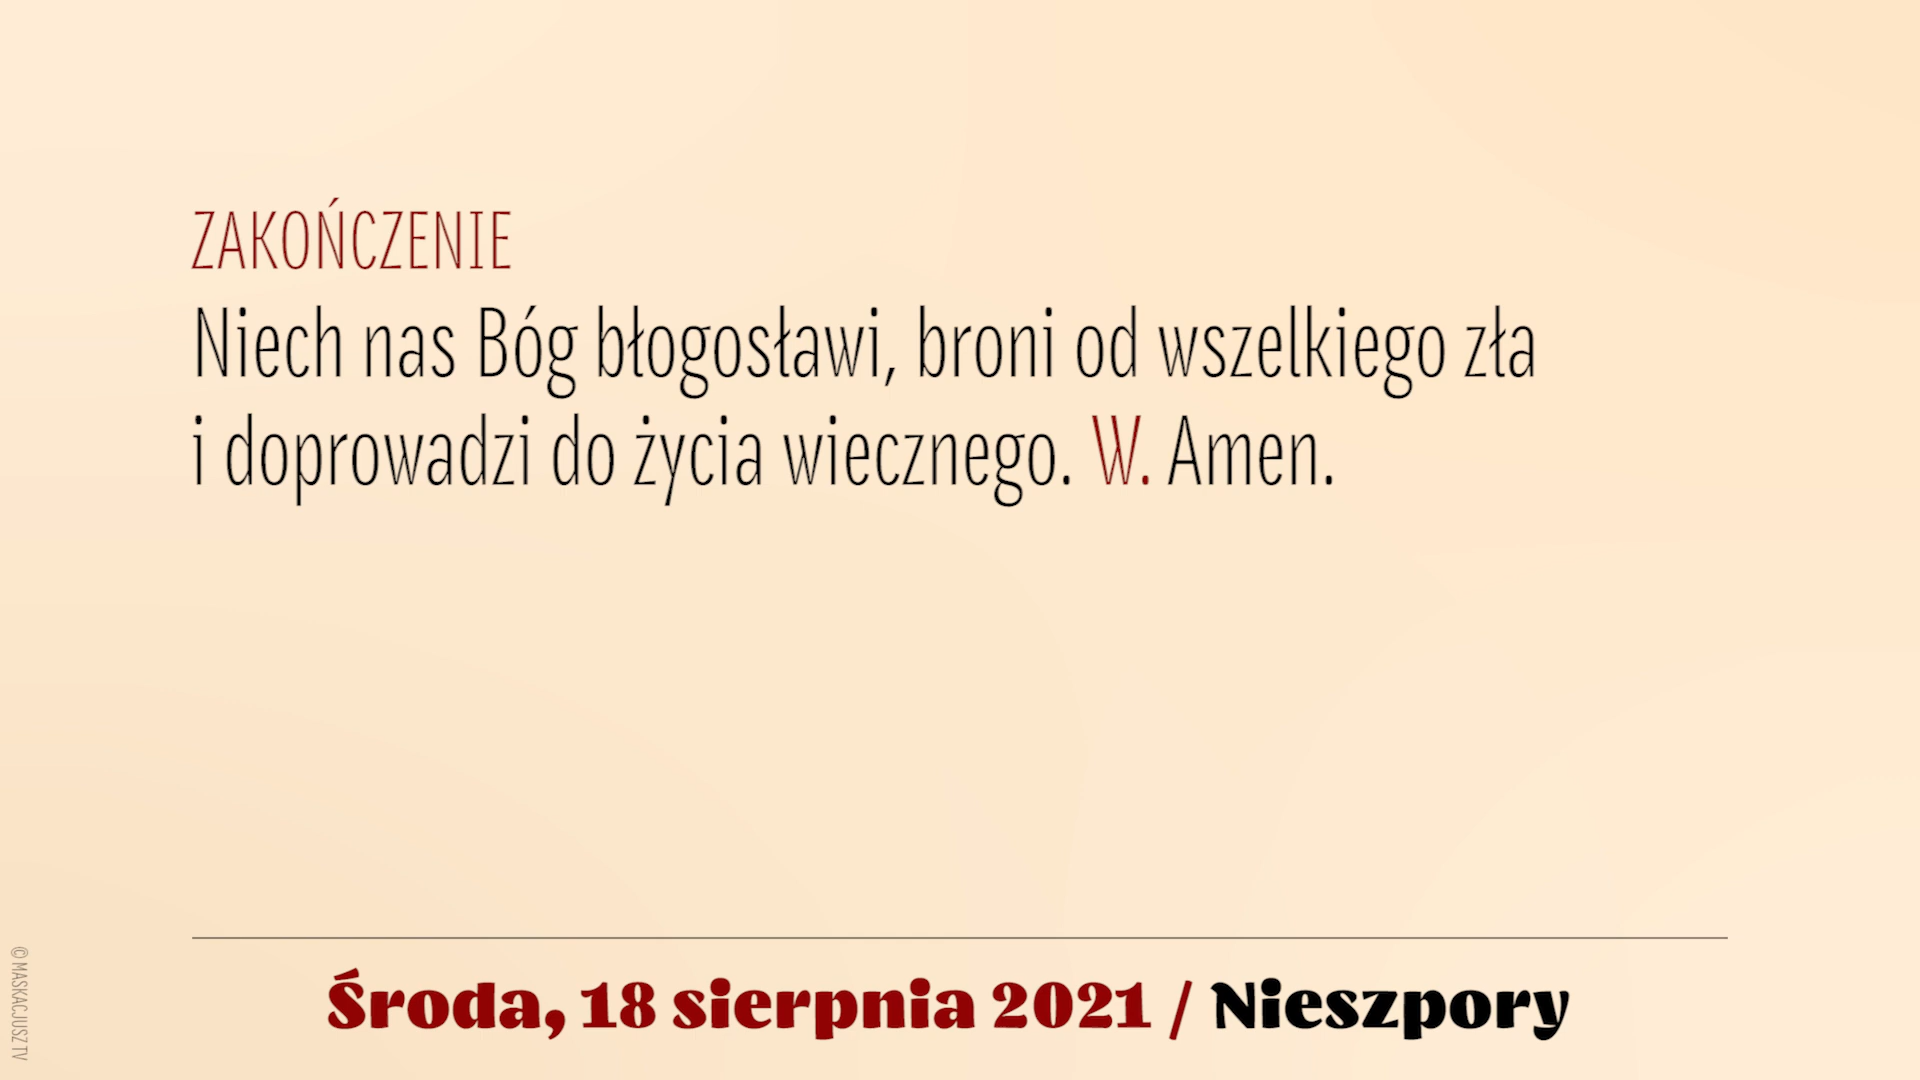 ZAKOŃCZENIE
Niech nas Bóg błogosławi, broni od wszelkiego zła
i doprowadzi do życia wiecznego. W. Amen.
Środa, 18 sierpnia 2021 / Nieszpory
© MASKACJUSZ TV